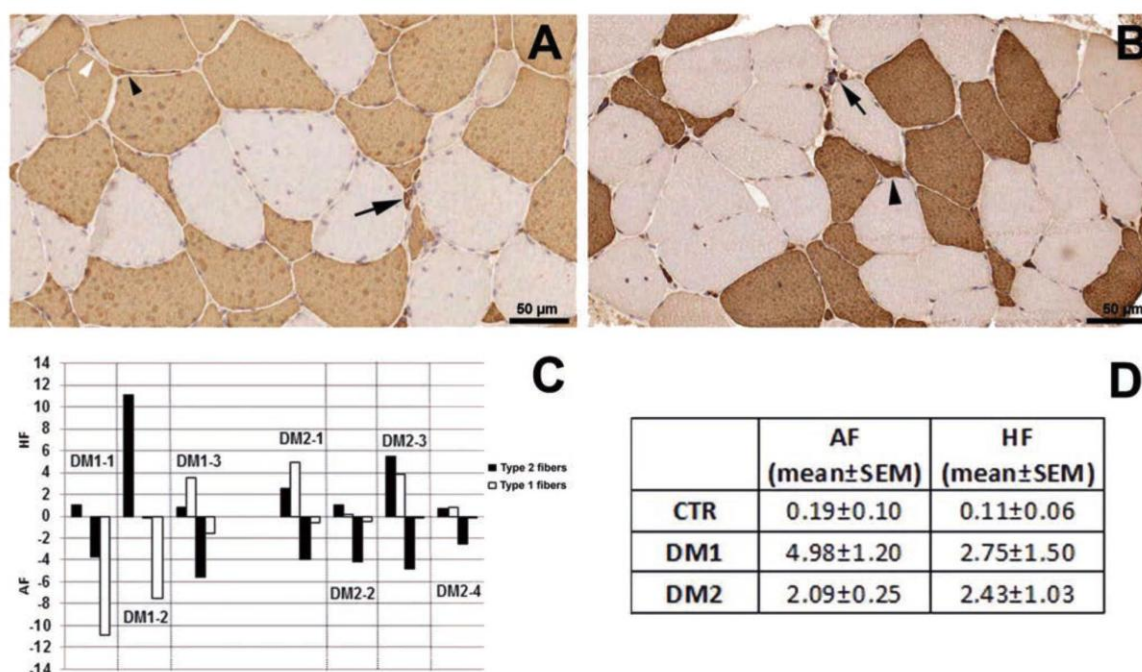 A
B
50 µm
50 µm
C
D
14
12
10
8
6
4
2
0
-2
-4
-6
-8
-10
-12
-14
HF
AF
DM1-1
DM1-2
DM1-3
DM2-1
DM2-2
DM2-3
DM2-4
Type 2 fibers
Type 1 fibers
AF HF
(mean±SEM) (mean±SEM)
CTR 0.19±0.10 0.11±0.06
DM1 4.98±1.20 2.75±1.50
DM2 2.09±0.25 2.43±1.03